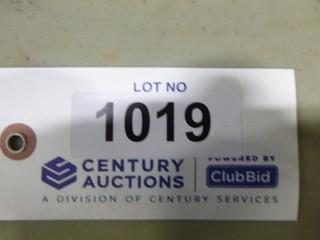 LOT NO
1019
CENTURY AUCTIONS
POWERED BY
ClubBid
A DIVISION OF CENTURY SERVICES